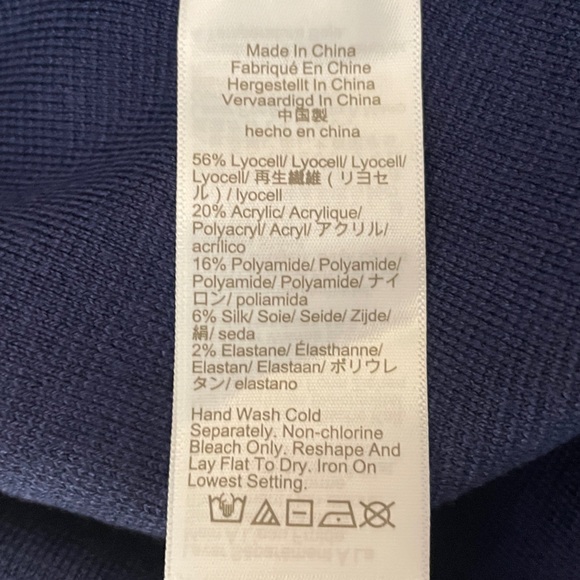 Made In China
Fabriqué En Chine
Hergestellt In China
Vervaardigd In China
中国製
hecho en china
56% Lyocell/ Lyocell/ Lyocell/
Lyocell/ 再生繊維 ( リヨセ
ル ) / lyocell
20% Acrylic/ Acrylique/
Polyacryl/ Acryl/ アクリル/
acrílico
16% Polyamide/ Polyamide/
Polyamide/ Polyamide/ ナイ
ロン/ poliamida
6% Silk/ Soie/ Seide/ Zijde/
絹/ seda
2% Elastane/ Élasthanne/
Elastan/ Elastaan/ ポリウレ
タン/ elastano
Hand Wash Cold
Separately. Non-chlorine
Bleach Only. Reshape And
Lay Flat To Dry. Iron On
Lowest Setting.